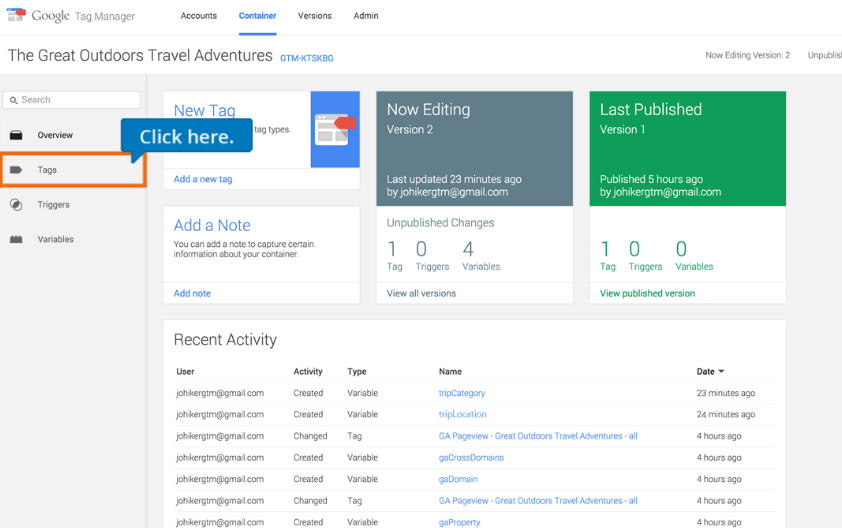 Google Tag Manager
Accounts Container Versions Admin
The Great Outdoors Travel Adventures GTM-KTSKBG
Now Editing Version: 2
Search
Overview
Tags
Triggers
Variables
Click here.
New Tag
tag types.
Add a new tag
Add a Note
You can add a note to capture certain
information about your container.
Add note
Now Editing
Version 2
Last updated 23 minutes ago
by johikergtm@gmail.com
Unpublished Changes
1 0 4
Tag Triggers Variables
View all versions
Last Published
Version 1
Published 5 hours ago
by johikergtm@gmail.com
1 0 0
Tag Triggers Variables
View published version
Recent Activity
User Activity Type Name Date
johikergtm@gmail.com Created Variable tripCategory 23 minutes ago
johikergtm@gmail.com Created Variable tripLocation 24 minutes ago
johikergtm@gmail.com Changed Tag GA Pageview - Great Outdoors Travel Adventures - all 4 hours ago
johikergtm@gmail.com Created Variable gaCrossDomains 4 hours ago
johikergtm@gmail.com Created Variable gaDomain 4 hours ago
johikergtm@gmail.com Changed Tag GA Pageview - Great Outdoors Travel Adventures - all 4 hours ago
johikergtm@gmail.com Created Variable gaProperty 4 hours ago